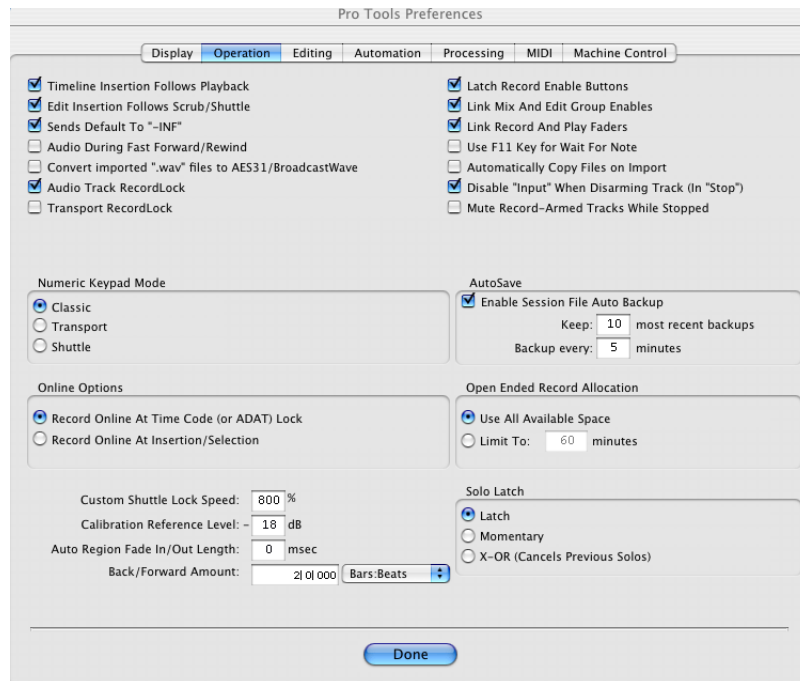 Pro Tools Preferences
Display Operation Editing Automation Processing MIDI Machine Control
Timeline Insertion Follows Playback
Edit Insertion Follows Scrub/Shuttle
Sends Default To "-INF"
Audio During Fast Forward/Rewind
Convert imported ".wav" files to AES31/BroadcastWave
Audio Track RecordLock
Transport RecordLock
Latch Record Enable Buttons
Link Mix And Edit Group Enables
Link Record And Play Faders
Use F11 Key for Wait For Note
Automatically Copy Files on Import
Disable "Input" When Disarming Track (In "Stop")
Mute Record-Armed Tracks While Stopped
Numeric Keypad Mode
Classic
Transport
Shuttle
AutoSave
Enable Session File Auto Backup
Keep: 10 most recent backups
Backup every: 5 minutes
Online Options
Record Online At Time Code (or ADAT) Lock
Record Online At Insertion/Selection
Open Ended Record Allocation
Use All Available Space
Limit To: 60 minutes
Custom Shuttle Lock Speed: 800 %
Calibration Reference Level: - 18 dB
Auto Region Fade In/Out Length: 0 msec
Back/Forward Amount: 2| 0| 000 Bars:Beats
Solo Latch
Latch
Momentary
X-OR (Cancels Previous Solos)
Done